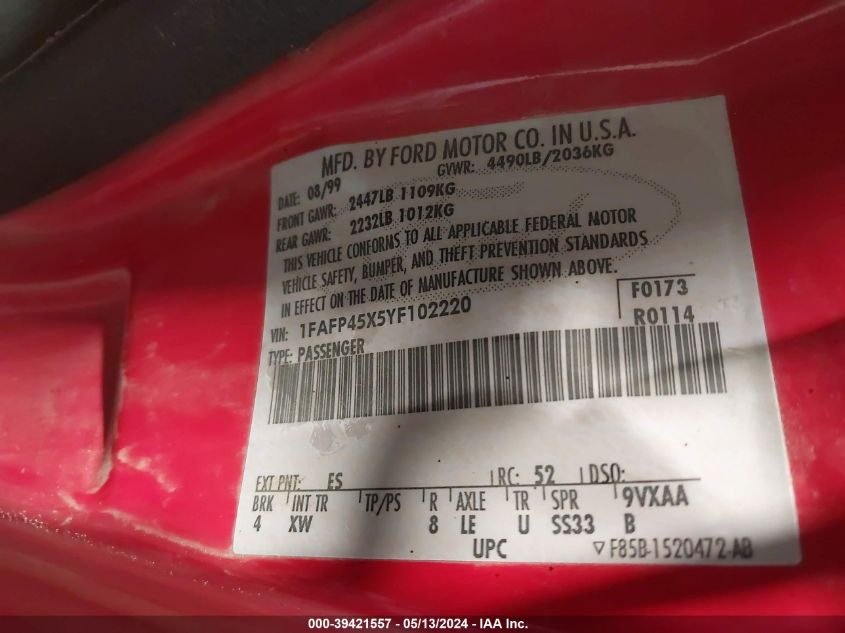 MFD. BY FORD MOTOR CO. IN U.S.A.
GVWR: 4490LB/2036KG
DATE: 08/99
FRONT GAWR: 2447LB 1109KG
REAR GAWR: 2232LB 1012KG
THIS VEHICLE CONFORMS TO ALL APPLICABLE FEDERAL MOTOR
VEHICLE SAFETY, BUMPER, AND THEFT PREVENTION STANDARDS
IN EFFECT ON THE DATE OF MANUFACTURE SHOWN ABOVE.
VIN: 1FAFP45X5YF102220
F0173
TYPE: PASSENGER
R0114
EXT PNT: ES RC: 52 DSO:
BRK INT TR TP/PS R AXLE TR SPR 9VXAA
4 XW 8 LE U SS33 B
UPC ▽F85B-1520472-AB
000-39421557 - 05/13/2024 - IAA Inc.